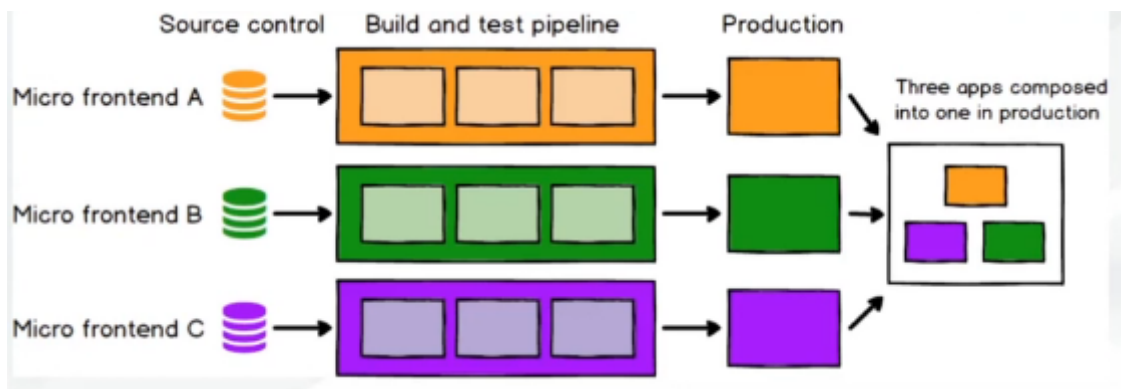 Source control
Build and test pipeline
Production
Micro frontend A
Three apps composed
into one in production
Micro frontend B
Micro frontend C